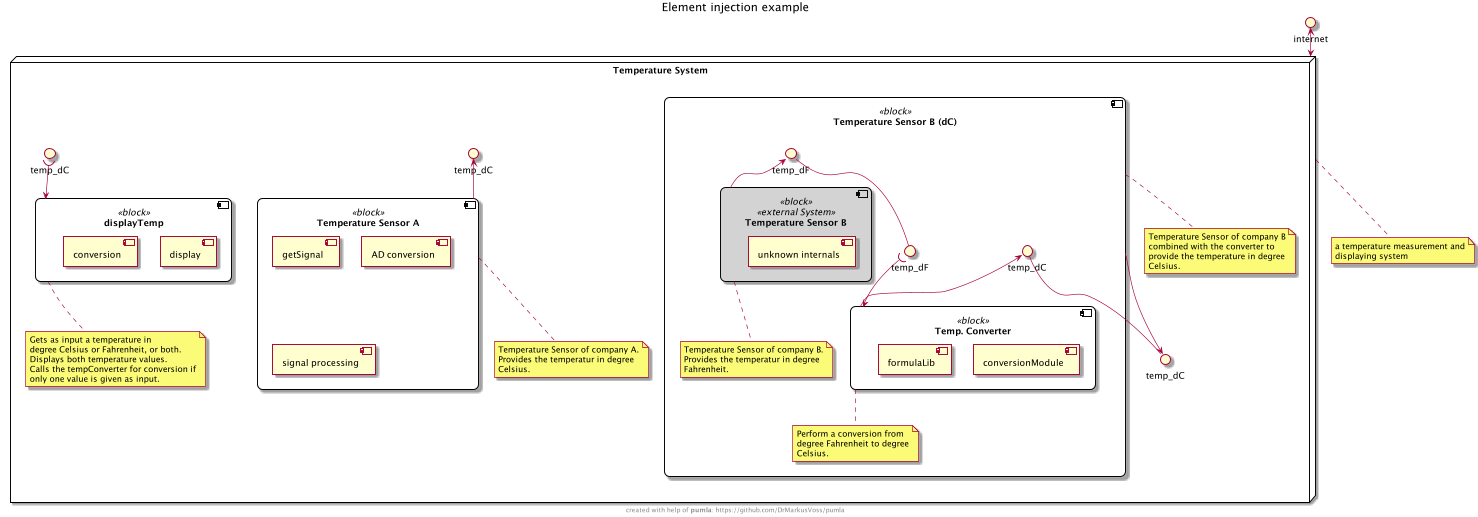 Element injection example
internet
Temperature System
«block»
Temperature Sensor B (dC)
temp_dC
temp_dC
temp_dF
«block»
displayTemp
conversion
display
«block»
Temperature Sensor A
getSignal
AD conversion
signal processing
«block»
«external System»
Temperature Sensor B
unknown internals
temp_dF
temp_dC
Temperature Sensor of company B
combined with the converter to
provide the temperature in degree
Celsius.
a temperature measurement and
displaying system
Gets as input a temperature in
degree Celsius or Fahrenheit, or both.
Displays both temperature values.
Calls the tempConverter for conversion if
only one value is given as input.
Temperature Sensor of company A.
Provides the temperatur in degree
Celsius.
Temperature Sensor of company B.
Provides the temperatur in degree
Fahrenheit.
«block»
Temp. Converter
formulaLib
conversionModule
temp_dC
Perform a conversion from
degree Fahrenheit to degree
Celsius.
created with help of pumla: https://github.com/DrMarkusVoss/pumla